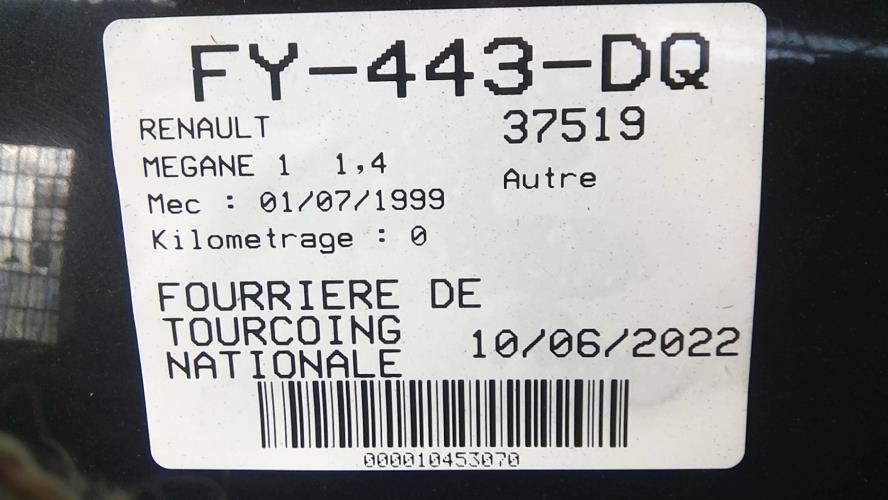 FY-443-DQ
RENAULT 37519
MEGANE 1 1,4
Autre
Mec : 01/07/1999
Kilometrage : 0
FOURRIERE DE
TOURCOING
NATIONALE 10/06/2022
000010453070